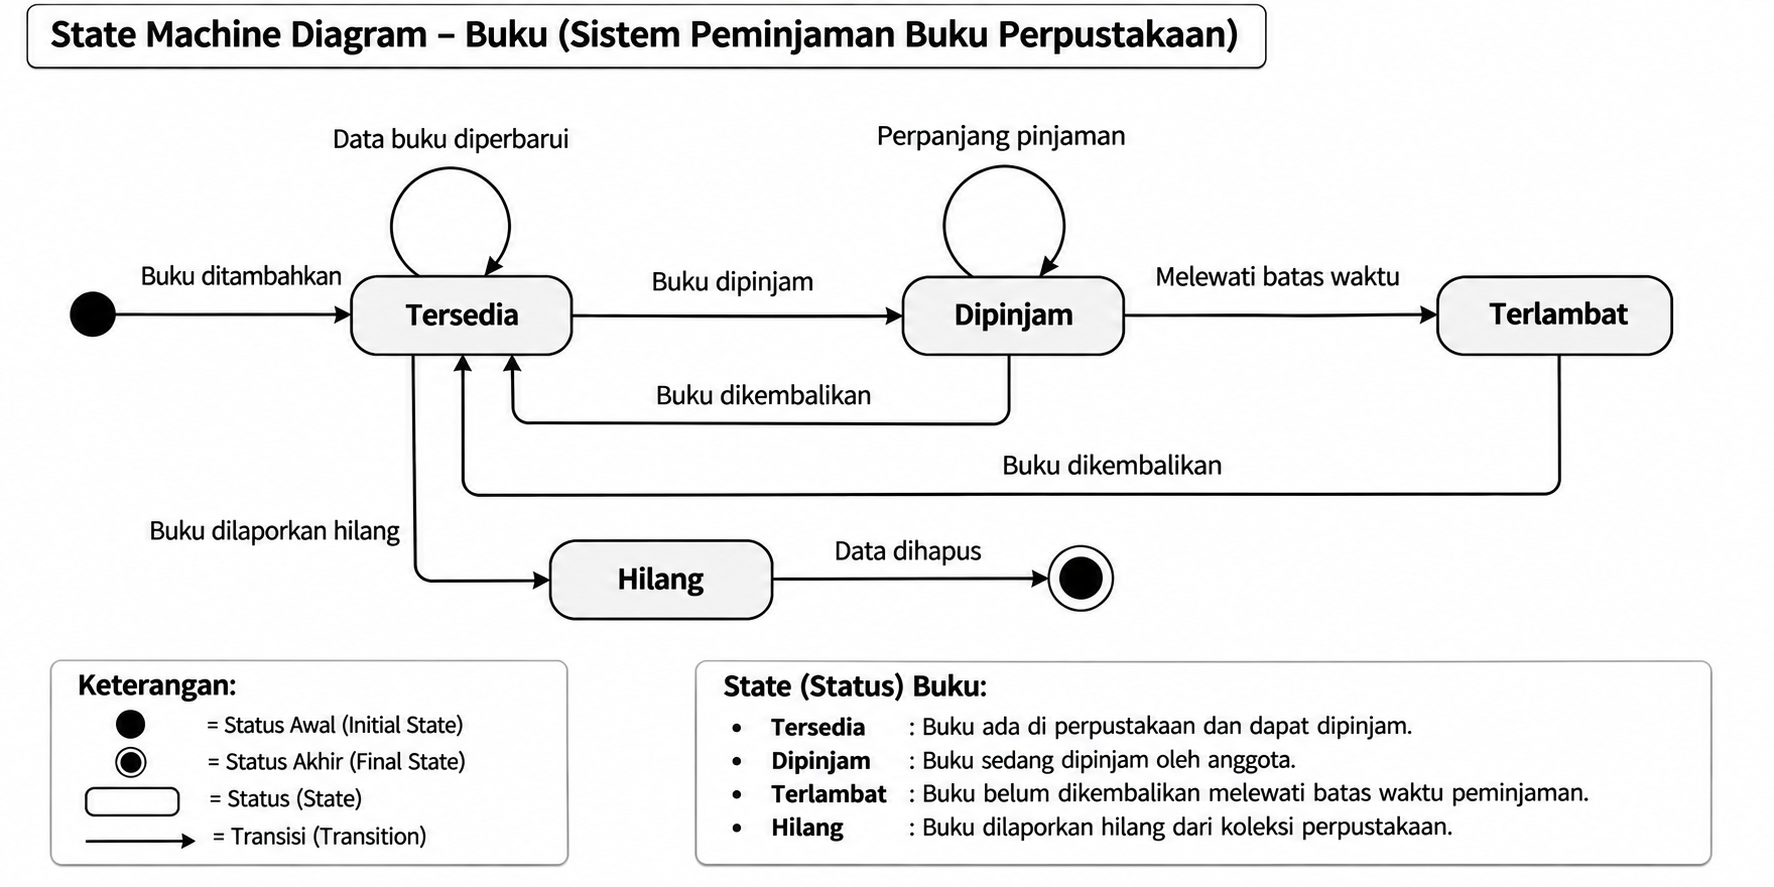 State Machine Diagram – Buku (Sistem Peminjaman Buku Perpustakaan)
Data buku diperbarui
Perpanjang pinjaman
Buku ditambahkan
Tersedia
Buku dipinjam
Dipinjam
Melewati batas waktu
Terlambat
Buku dikembalikan
Buku dikembalikan
Buku dilaporkan hilang
Hilang
Data dihapus
Keterangan:
= Status Awal (Initial State)
= Status Akhir (Final State)
= Status (State)
= Transisi (Transition)
State (Status) Buku:
• Tersedia : Buku ada di perpustakaan dan dapat dipinjam.
• Dipinjam : Buku sedang dipinjam oleh anggota.
• Terlambat : Buku belum dikembalikan melewati batas waktu peminjaman.
• Hilang : Buku dilaporkan hilang dari koleksi perpustakaan.